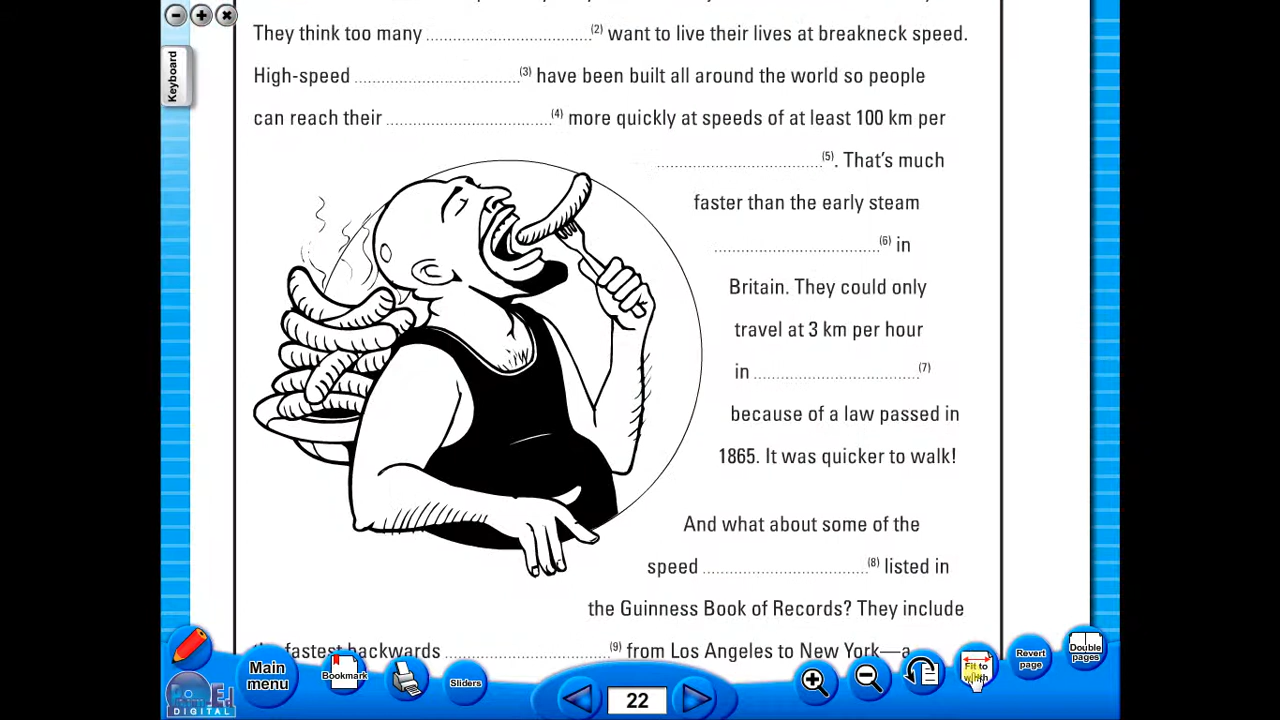 Keyboard
They think too many ........................................(2) want to live their lives at breakneck speed.
High-speed ........................................(3) have been built all around the world so people
can reach their ........................................(4) more quickly at speeds of at least 100 km per
........................................(5). That's much
faster than the early steam
........................................(6) in
Britain. They could only
travel at 3 km per hour
in ........................................(7)
because of a law passed in
1865. It was quicker to walk!
And what about some of the
speed ........................................(8) listed in
the Guinness Book of Records? They include
fastest backwards ........................................(9) from Los Angeles to New York—a
Main
menu
Bookmark
Sliders
22
Revert
page
Double
pages
Fit to
DIGITAL